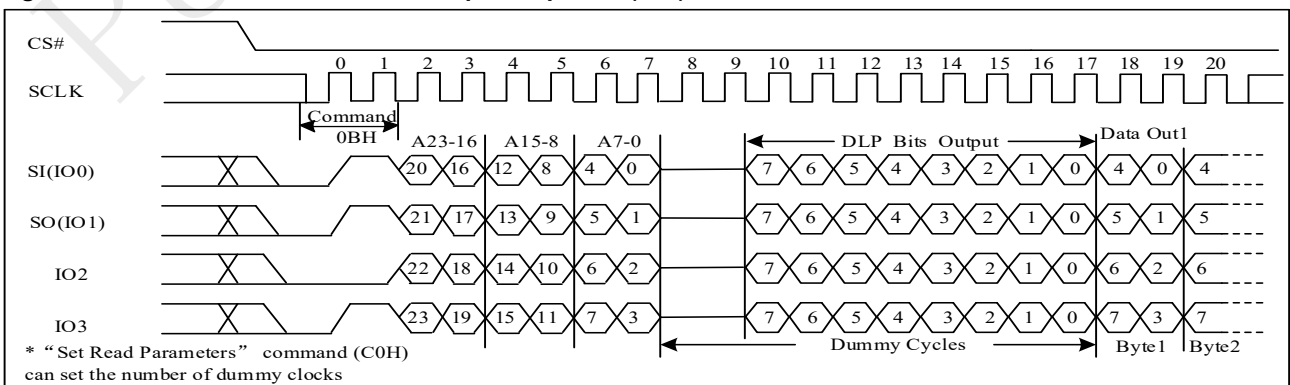 CS#
0 1 2 3 4 5 6 7 8 9 10 11 12 13 14 15 16 17 18 19 20
SCLK
Command
0BH
A23-16 A15-8 A7-0 DLP Bits Output Data Out1
SI(IO0) 20 16 12 8 4 0 7 6 5 4 3 2 1 0 4 0 4
SO(IO1) 21 17 13 9 5 1 7 6 5 4 3 2 1 0 5 1 5
IO2 22 18 14 10 6 2 7 6 5 4 3 2 1 0 6 2 6
IO3 23 19 15 11 7 3 7 6 5 4 3 2 1 0 7 3 7
Dummy Cycles Byte1 Byte2
* “Set Read Parameters” command (C0H)
can set the number of dummy clocks